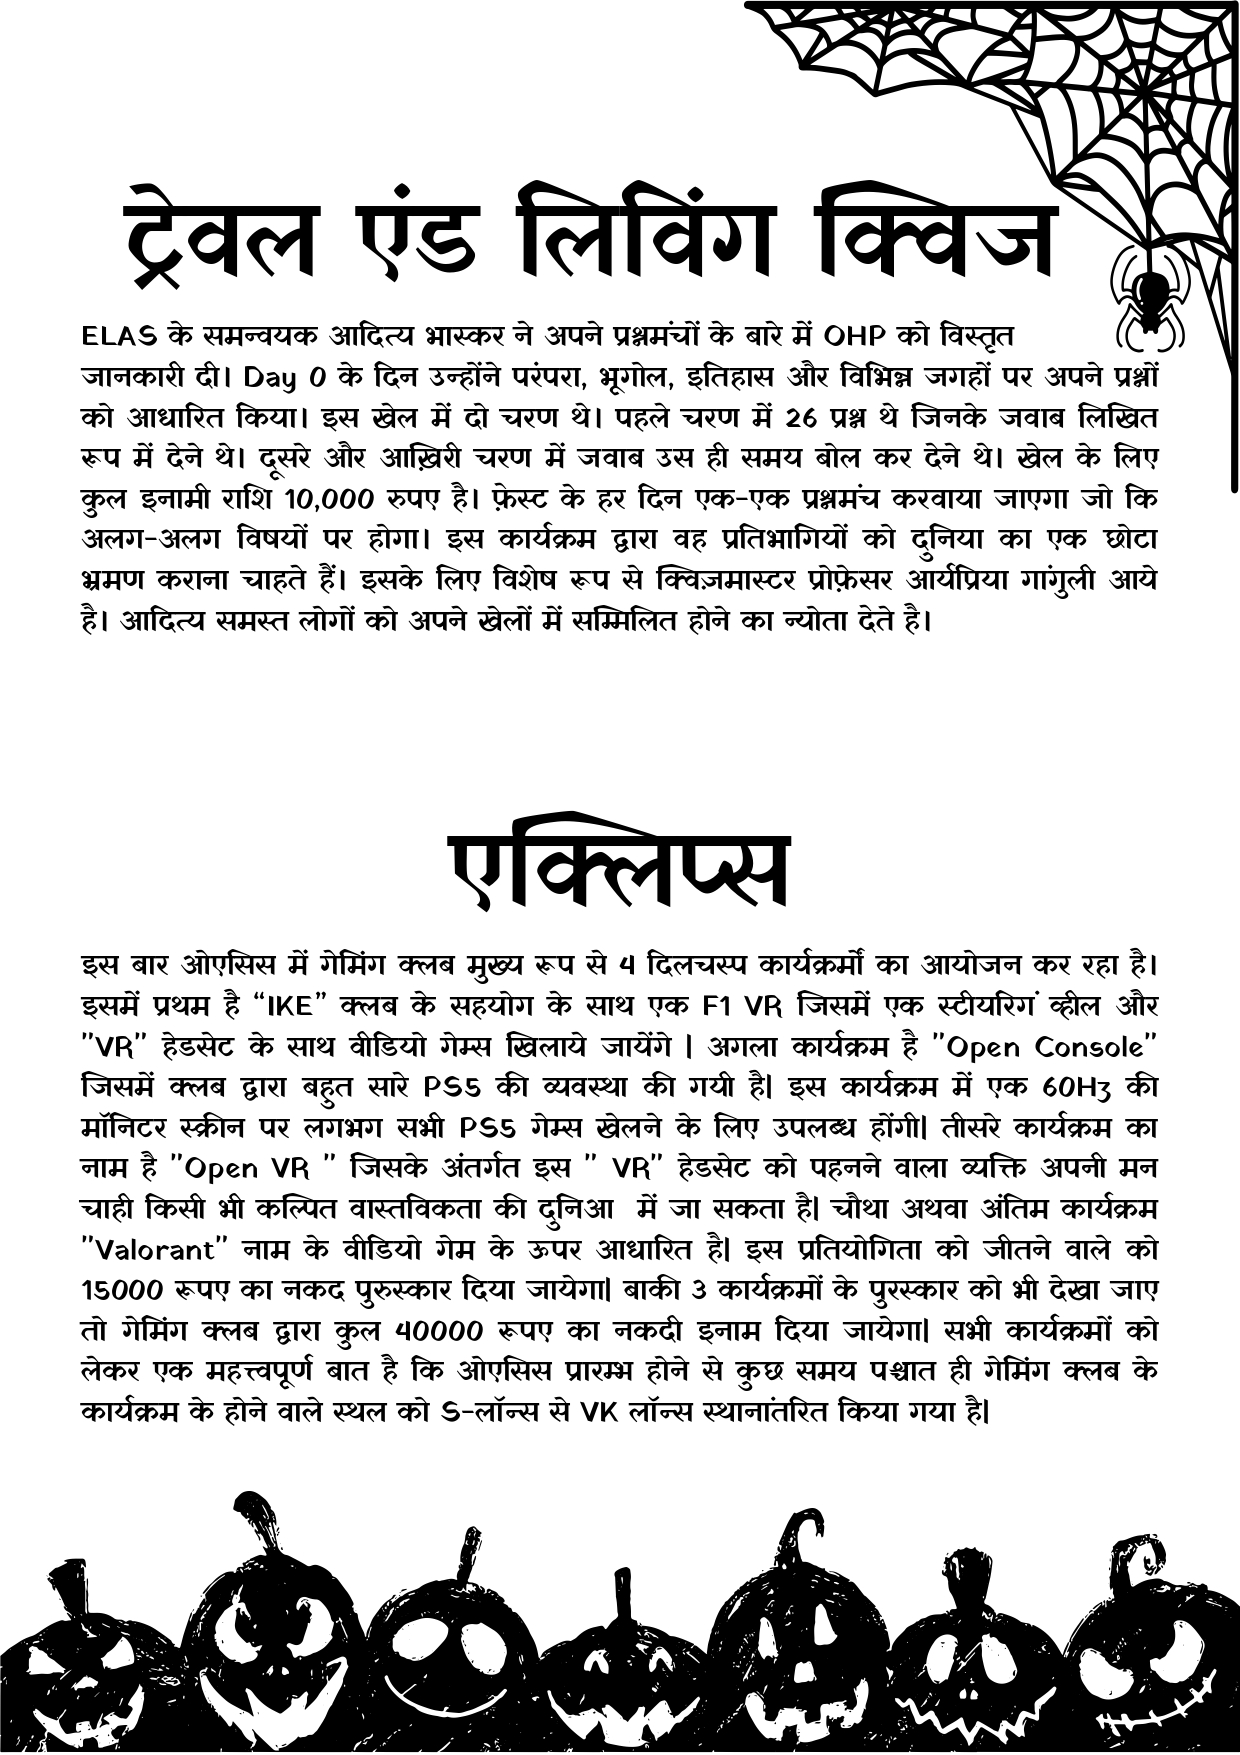 ट्रेवल एंड लिविंग क्विज
ELAS के समन्वयक आदित्य भास्कर ने अपने प्रश्नमंचों के बारे में OHP को विस्तृत
जानकारी दी। Day 0 के दिन उन्होंने परंपरा, भूगोल, इतिहास और विभिन्न जगहों पर अपने प्रश्नों
को आधारित किया। इस खेल में दो चरण थे। पहले चरण में 26 प्रश्न थे जिनके जवाब लिखित
रूप में देने थे। दूसरे और आख़िरी चरण में जवाब उस ही समय बोल कर देने थे। खेल के लिए
कुल इनामी राशि 10,000 रुपए है। फ़ेस्ट के हर दिन एक-एक प्रश्नमंच करवाया जाएगा जो कि
अलग-अलग विषयों पर होगा। इस कार्यक्रम द्वारा वह प्रतिभागियों को दुनिया का एक छोटा
भ्रमण कराना चाहते हैं। इसके लिए विशेष रूप से क्विज़मास्टर प्रोफ़ेसर आर्यप्रिया गांगुली आये
है। आदित्य समस्त लोगों को अपने खेलों में सम्मिलित होने का न्योता देते है।
एक्लिप्स
इस बार ओएसिस में गेमिंग क्लब मुख्य रूप से 4 दिलचस्प कार्यक्रर्मों का आयोजन कर रहा है।
इसमें प्रथम है “IKE” क्लब के सहयोग के साथ एक F1 VR जिसमें एक स्टीयरिगं व्हील और
"VR" हेडसेट के साथ वीडियो गेम्स खिलाये जायेंगे | अगला कार्यक्रम है "Open Console"
जिसमें क्लब द्वारा बहुत सारे PS5 की व्यवस्था की गयी है| इस कार्यक्रम में एक 60Hz की
मॉनिटर स्क्रीन पर लगभग सभी PS5 गेम्स खेलने के लिए उपलब्ध होंगी| तीसरे कार्यक्रम का
नाम है "Open VR " जिसके अंतर्गत इस " VR" हेडसेट को पहनने वाला व्यक्ति अपनी मन
चाही किसी भी कल्पित वास्तविकता की दुनिआ में जा सकता है| चौथा अथवा अंतिम कार्यक्रम
"Valorant" नाम के वीडियो गेम के ऊपर आधारित है| इस प्रतियोगिता को जीतने वाले को
15000 रूपए का नकद पुरुस्कार दिया जायेगा| बाकी 3 कार्यक्रमों के पुरस्कार को भी देखा जाए
तो गेमिंग क्लब द्वारा कुल 40000 रूपए का नकदी इनाम दिया जायेगा| सभी कार्यक्रमों को
लेकर एक महत्त्वपूर्ण बात है कि ओएसिस प्रारम्भ होने से कुछ समय पश्चात ही गेमिंग क्लब के
कार्यक्रम के होने वाले स्थल को S-लॉन्स से VK लॉन्स स्थानांतरित किया गया है|